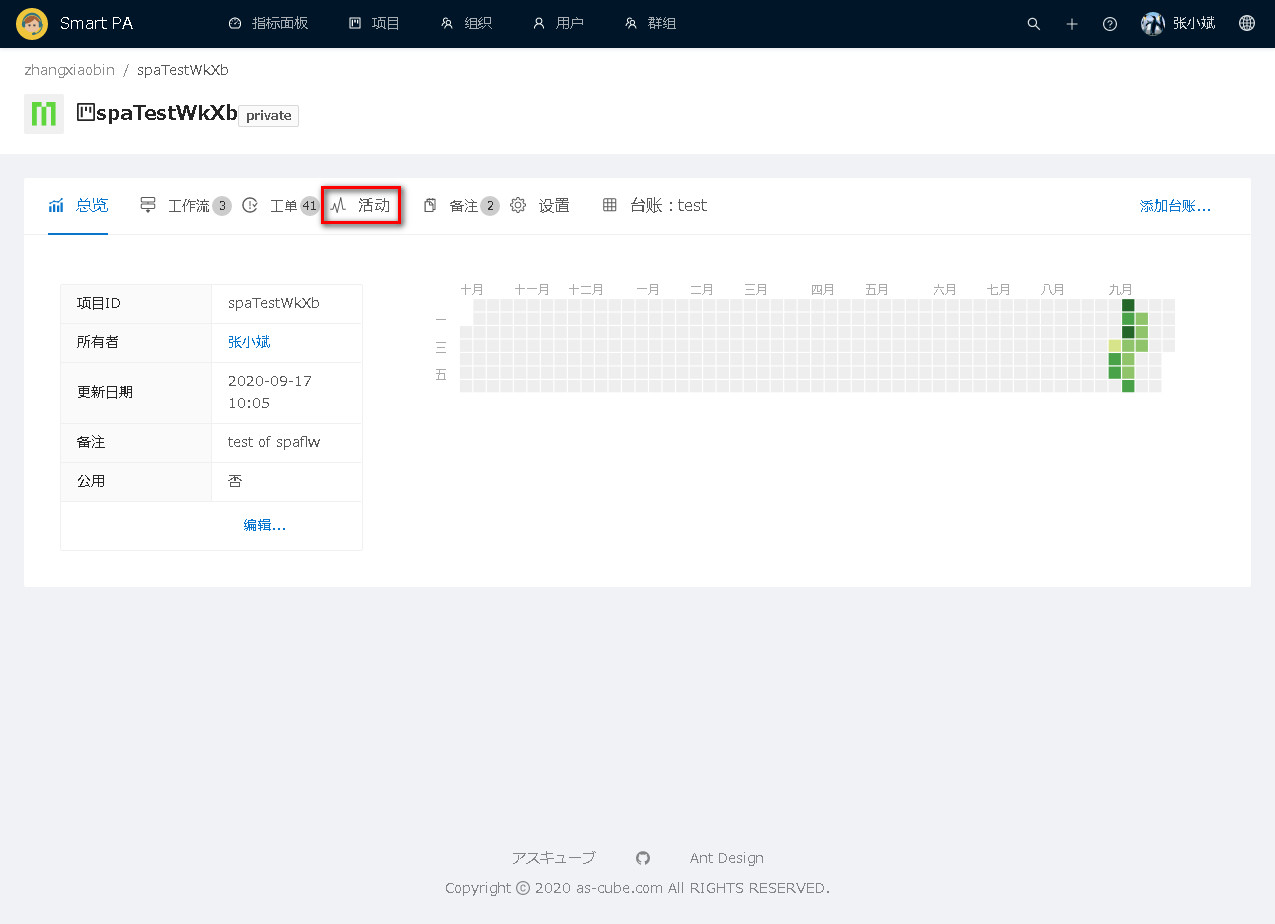 Smart PA 指标面板 项目 组织 用户 群组 张小斌
zhangxiaobin / spaTestWkXb
spaTestWkXb private
总览 工作流 3 工单 41 活动 备注 2 设置 台账：test 添加台账...
十月 十一月 十二月 一月 二月 三月 四月 五月 六月 七月 八月 九月
一
三
五
项目ID spaTestWkXb
所有者 张小斌
更新日期 2020-09-17
10:05
备注 test of spaflw
公用 否
编辑...
アスキューブ Ant Design
Copyright © 2020 as-cube.com All RIGHTS RESERVED.